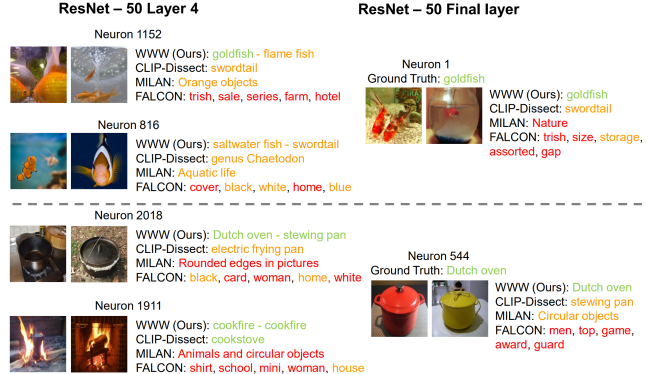 ResNet – 50 Layer 4
Neuron 1152
WWW (Ours): goldfish - flame fish
CLIP-Dissect: swordtail
MILAN: Orange objects
FALCON: trish, sale, series, farm, hotel
Neuron 816
WWW (Ours): saltwater fish - swordtail
CLIP-Dissect: genus Chaetodon
MILAN: Aquatic life
FALCON: cover, black, white, home, blue
Neuron 2018
WWW (Ours): Dutch oven - stewing pan
CLIP-Dissect: electric frying pan
MILAN: Rounded edges in pictures
FALCON: black, card, woman, home, white
Neuron 1911
WWW (Ours): cookfire - cookfire
CLIP-Dissect: cookstove
MILAN: Animals and circular objects
FALCON: shirt, school, mini, woman, house
ResNet – 50 Final layer
Neuron 1
Ground Truth: goldfish
WWW (Ours): goldfish
CLIP-Dissect: swordtail
MILAN: Nature
FALCON: trish, size, storage,
assorted, gap
Neuron 544
Ground Truth: Dutch oven
WWW (Ours): Dutch oven
CLIP-Dissect: stewing pan
MILAN: Circular objects
FALCON: men, top, game,
award, guard